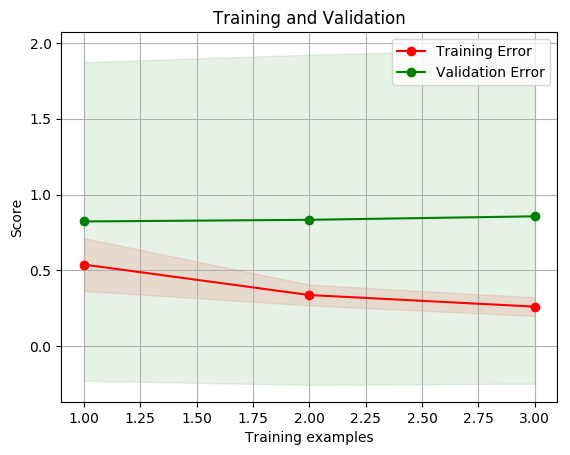 Training and Validation
Training Error
Validation Error
Score
2.0
1.5
1.0
0.5
0.0
1.00 1.25 1.50 1.75 2.00 2.25 2.50 2.75 3.00
Training examples